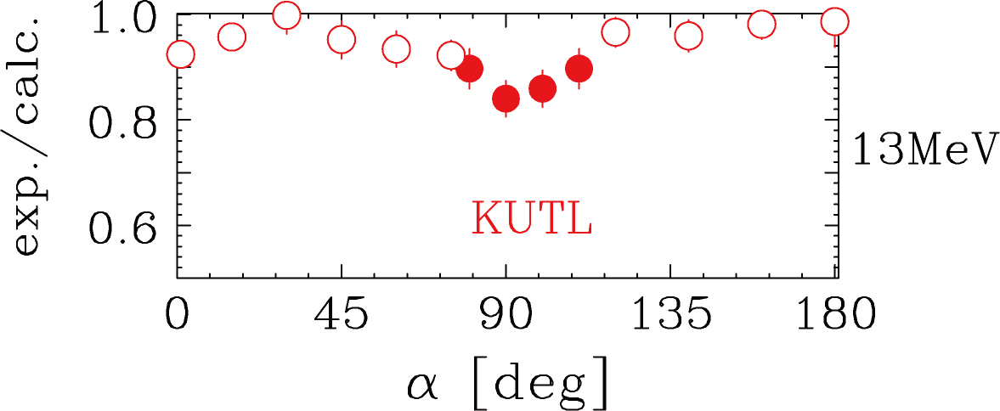 exp./calc.
1.0
0.8
0.6
13MeV
KUTL
0 45 90 135 180
α [deg]